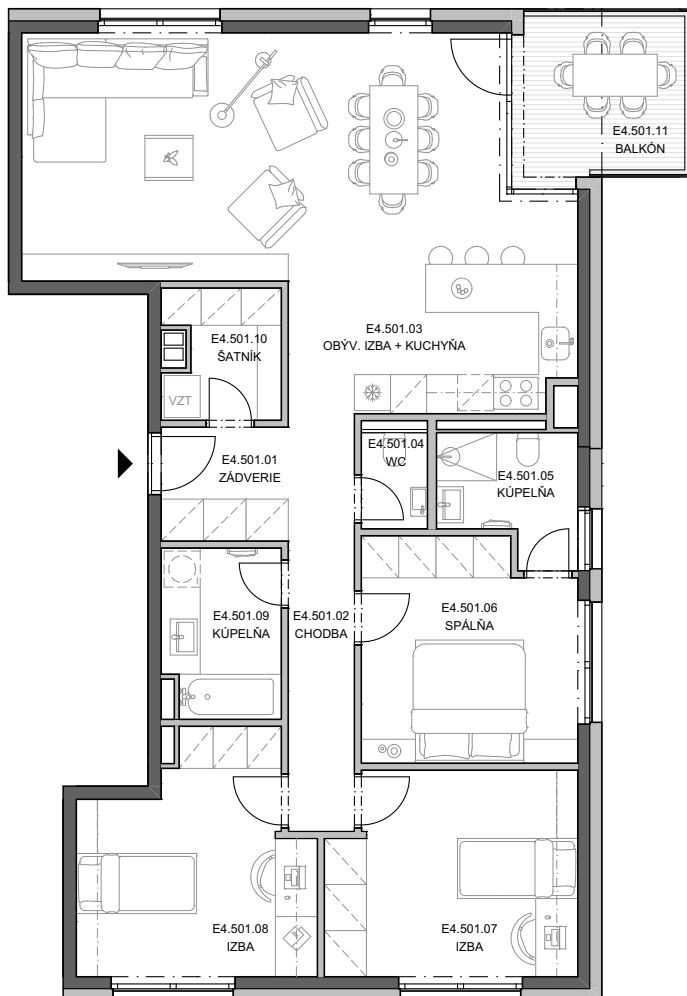 E4.501.11
BALKÓN
E4.501.03
OBÝV. IZBA + KUCHYŇA
E4.501.10
ŠATNÍK
VZT
E4.501.04
WC
E4.501.01
ZÁDVERIE
E4.501.05
KÚPELŇA
E4.501.09
KÚPELŇA
E4.501.02
CHODBA
E4.501.06
SPÁLŇA
E4.501.08
IZBA
E4.501.07
IZBA